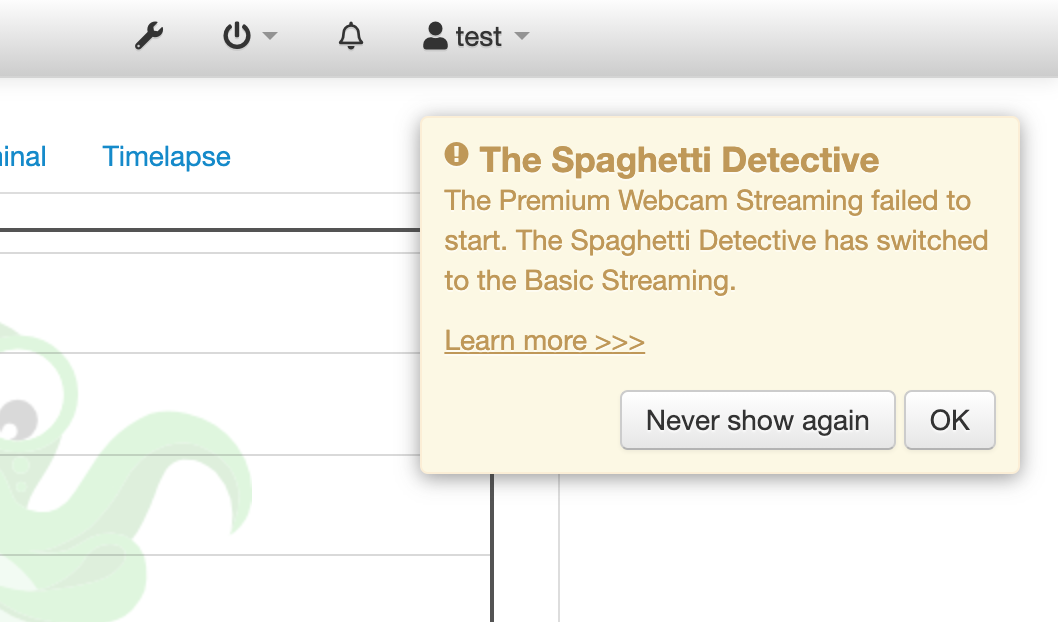 test
inal Timelapse
The Spaghetti Detective
The Premium Webcam Streaming failed to
start. The Spaghetti Detective has switched
to the Basic Streaming.
Learn more >>>
Never show again OK